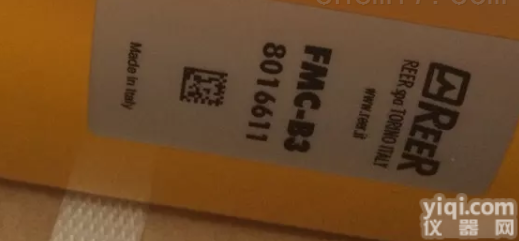 REER
REER spa TORINO ITALY
www.reer.it
FMC-B3
8016611
Made in Italy
yiqi.com
仪器网